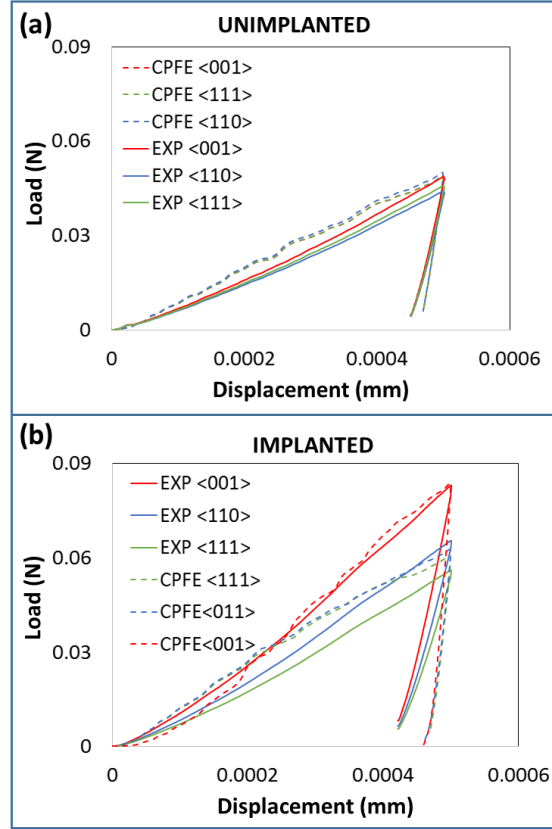 (a)
UNIMPLANTED
0.09
0.06
0.03
0
Load (N)
CPFE <001>
CPFE <111>
CPFE <110>
EXP <001>
EXP <110>
EXP <111>
0
0.0002
0.0004
0.0006
Displacement (mm)
(b)
IMPLANTED
0.09
0.06
0.03
0
Load (N)
EXP <001>
EXP <110>
EXP <111>
CPFE <111>
CPFE<011>
CPFE<001>
0
0.0002
0.0004
0.0006
Displacement (mm)